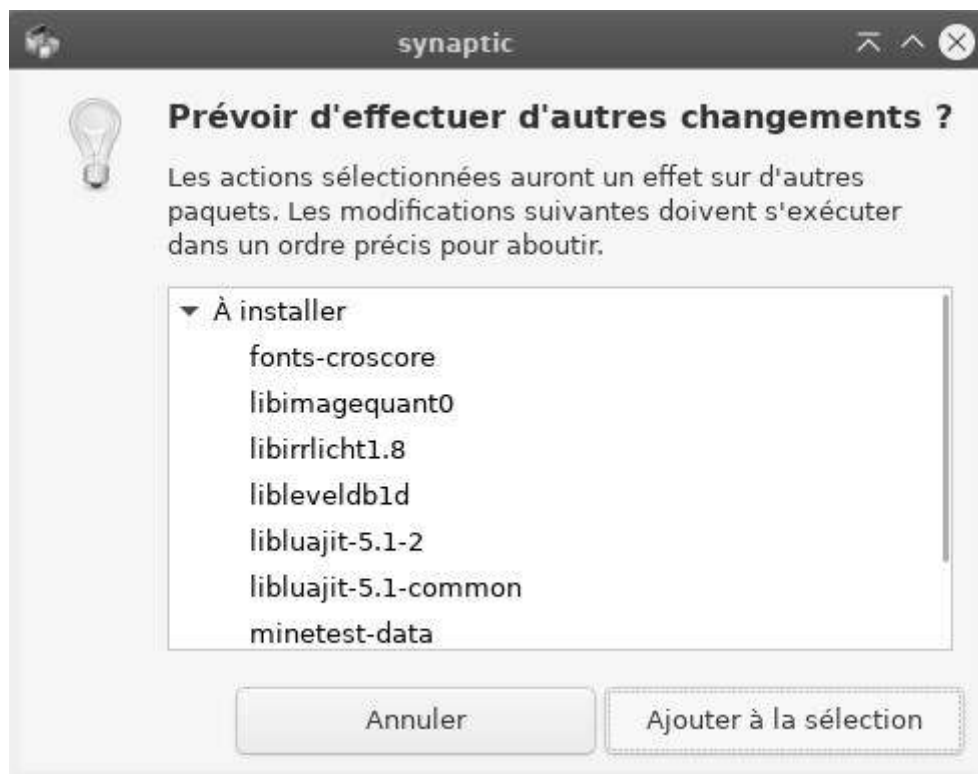 synaptic
Prévoir d'effectuer d'autres changements ?
Les actions sélectionnées auront un effet sur d'autres
paquets. Les modifications suivantes doivent s'exécuter
dans un ordre précis pour aboutir.
À installer
fonts-croscore
libimagequant0
libirrlicht1.8
libleveldb1d
libluajit-5.1-2
libluajit-5.1-common
minetest-data
Annuler
Ajouter à la sélection